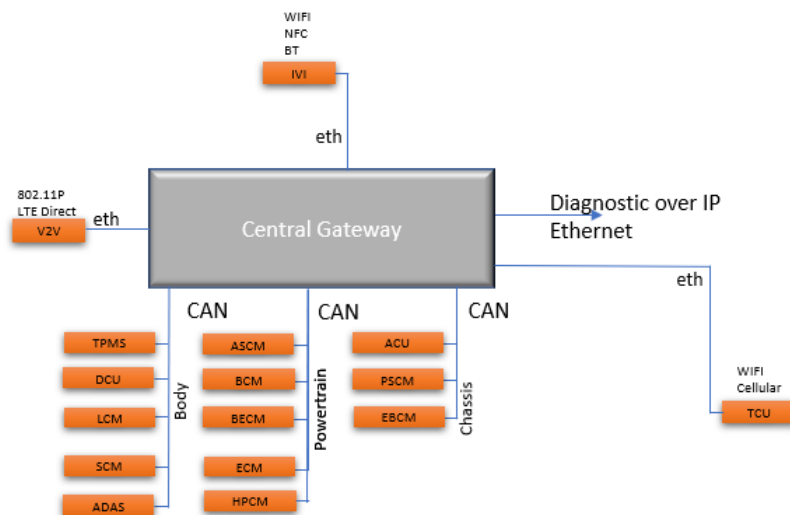 WIFI
NFC
BT
IVI
eth
802.11P
LTE Direct
V2V
eth
Central Gateway
Diagnostic over IP
Ethernet
eth
WIFI
Cellular
TCU
CAN
TPMS
DCU
LCM
SCM
ADAS
Body
CAN
ASCM
BCM
BECM
ECM
HPCM
Powertrain
CAN
ACU
PSCM
EBCM
Chassis